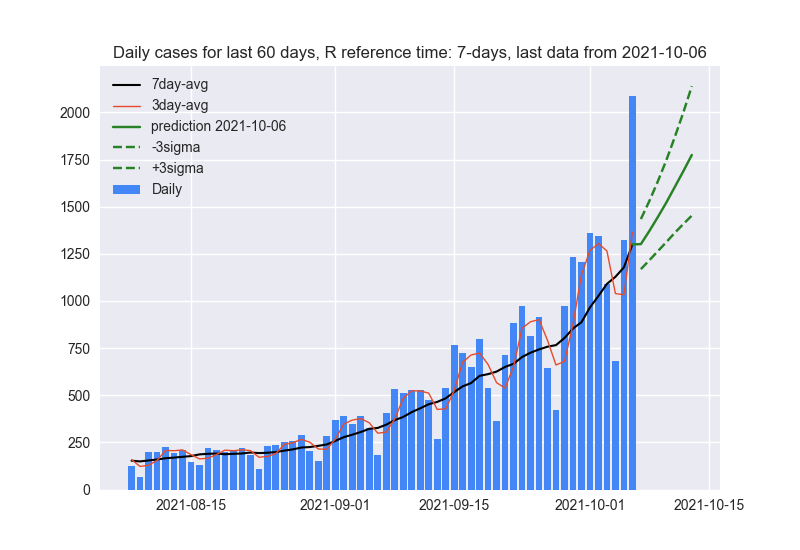 Daily cases for last 60 days, R reference time: 7-days, last data from 2021-10-06
7day-avg
3day-avg
prediction 2021-10-06
-3sigma
+3sigma
Daily
2000
1750
1500
1250
1000
750
500
250
0
2021-08-15
2021-09-01
2021-09-15
2021-10-01
2021-10-15